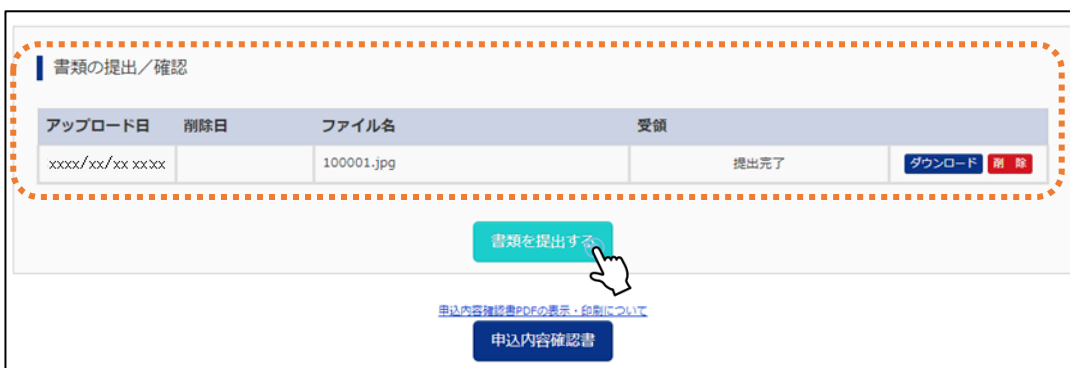 書類の提出／確認
アップロード日 削除日 ファイル名 受領
xxxx/xx/xx xx:xx 100001.jpg 提出完了 ダウンロード 削 除
書類を提出する
申込内容確認書PDFの表示・印刷について
申込内容確認書